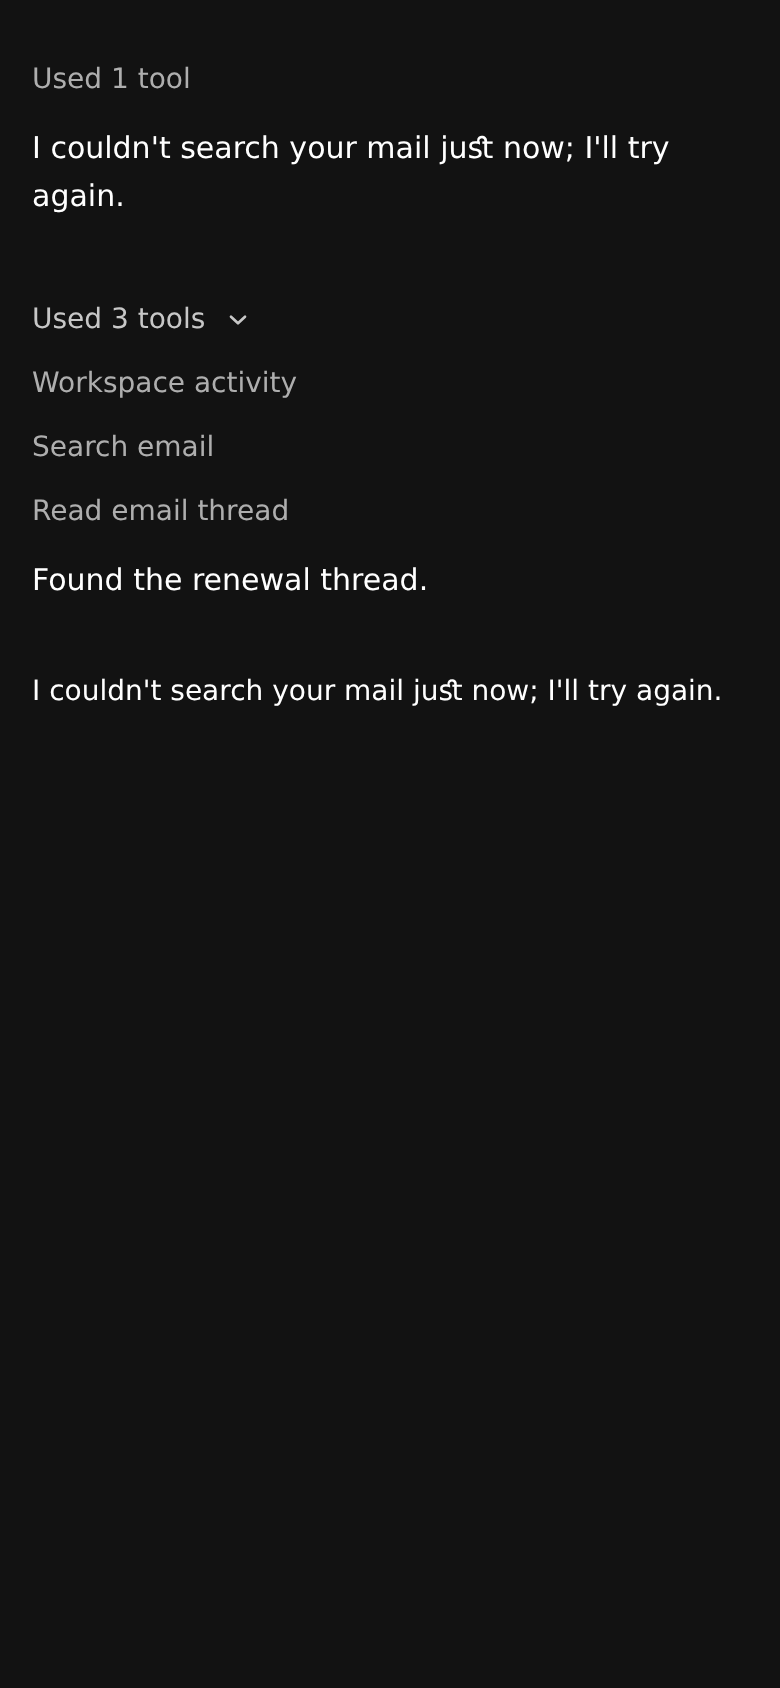 Used 1 tool
I couldn't search your mail just now; I'll try
again.
Used 3 tools
Workspace activity
Search email
Read email thread
Found the renewal thread.
I couldn't search your mail just now; I'll try again.